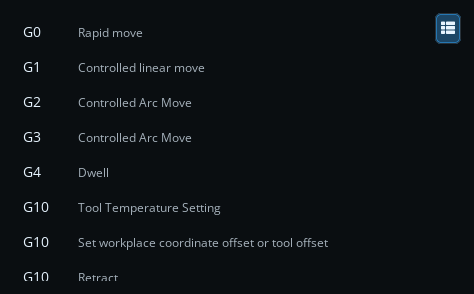 G0 Rapid move
G1 Controlled linear move
G2 Controlled Arc Move
G3 Controlled Arc Move
G4 Dwell
G10 Tool Temperature Setting
G10 Set workplace coordinate offset or tool offset
G10 Retract